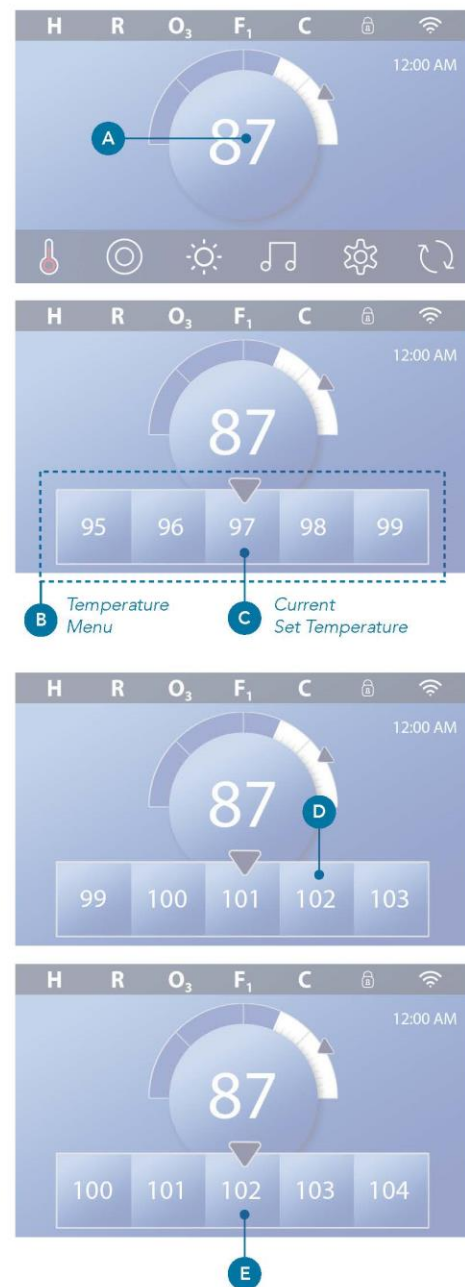 H R O₃ F₁ C
12:00 AM
A
87
H R O₃ F₁ C
12:00 AM
87
95 96 97 98 99
B Temperature Menu
C Current Set Temperature
H R O₃ F₁ C
12:00 AM
87
D
99 100 101 102 103
H R O₃ F₁ C
12:00 AM
87
100 101 102 103 104
E